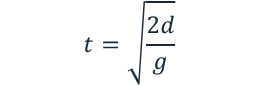 t = √(2d/g)